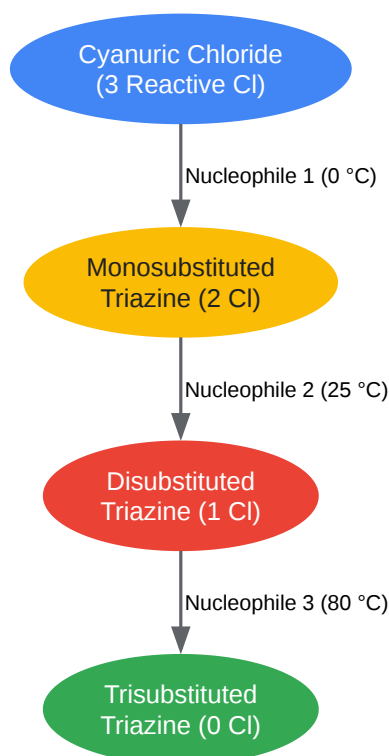 Cyanuric Chloride
(3 Reactive Cl)
Nucleophile 1 (0 °C)
Monosubstituted
Triazine (2 Cl)
Nucleophile 2 (25 °C)
Disubstituted
Triazine (1 Cl)
Nucleophile 3 (80 °C)
Trisubstituted
Triazine (0 Cl)